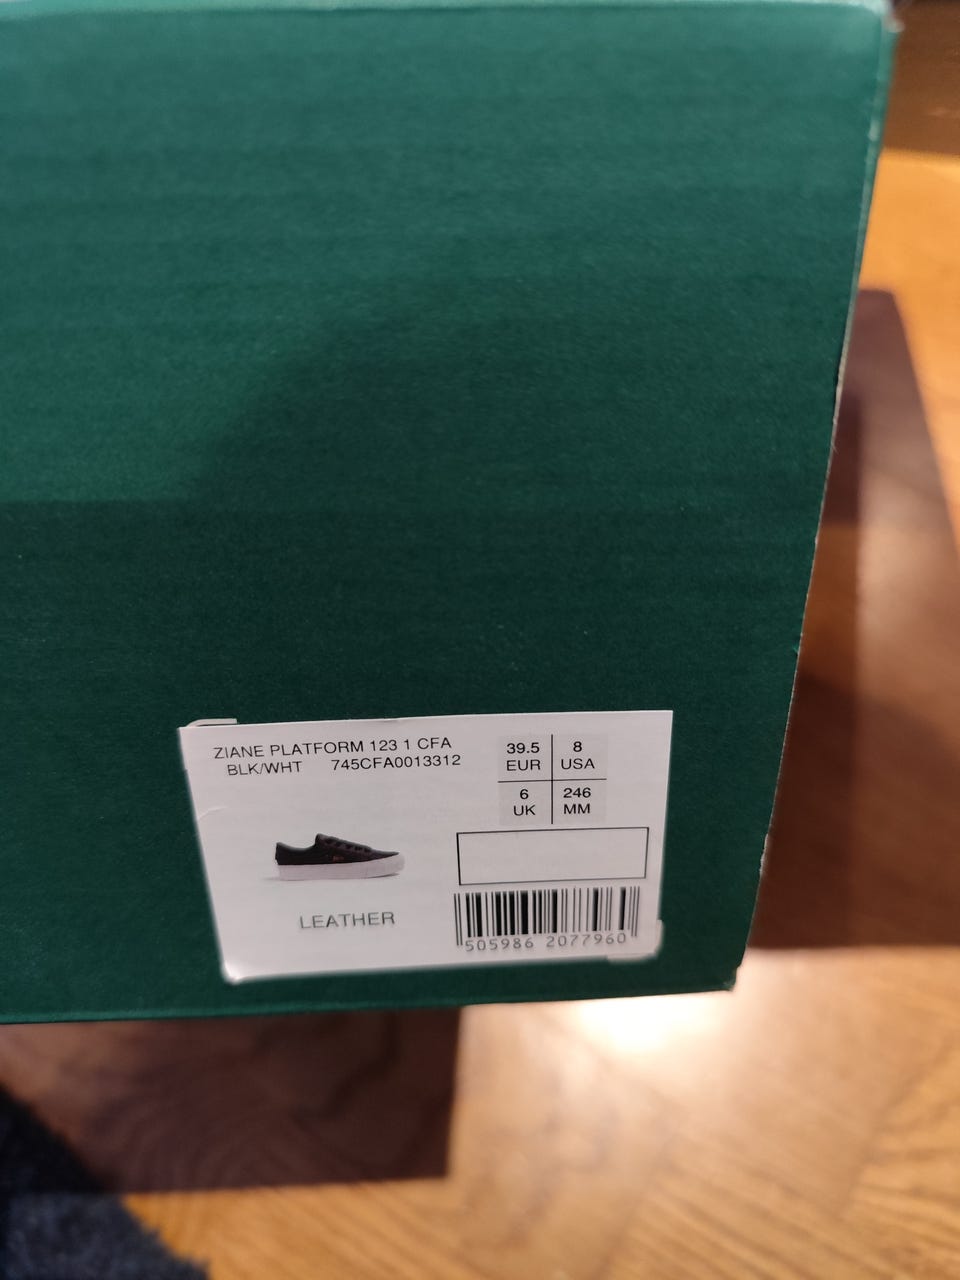 ZIANE PLATFORM 123 1 CFA
BLK/WHT 745CFA0013312
39.5 EUR
8 USA
6 UK
246 MM
LEATHER
505986 2077960